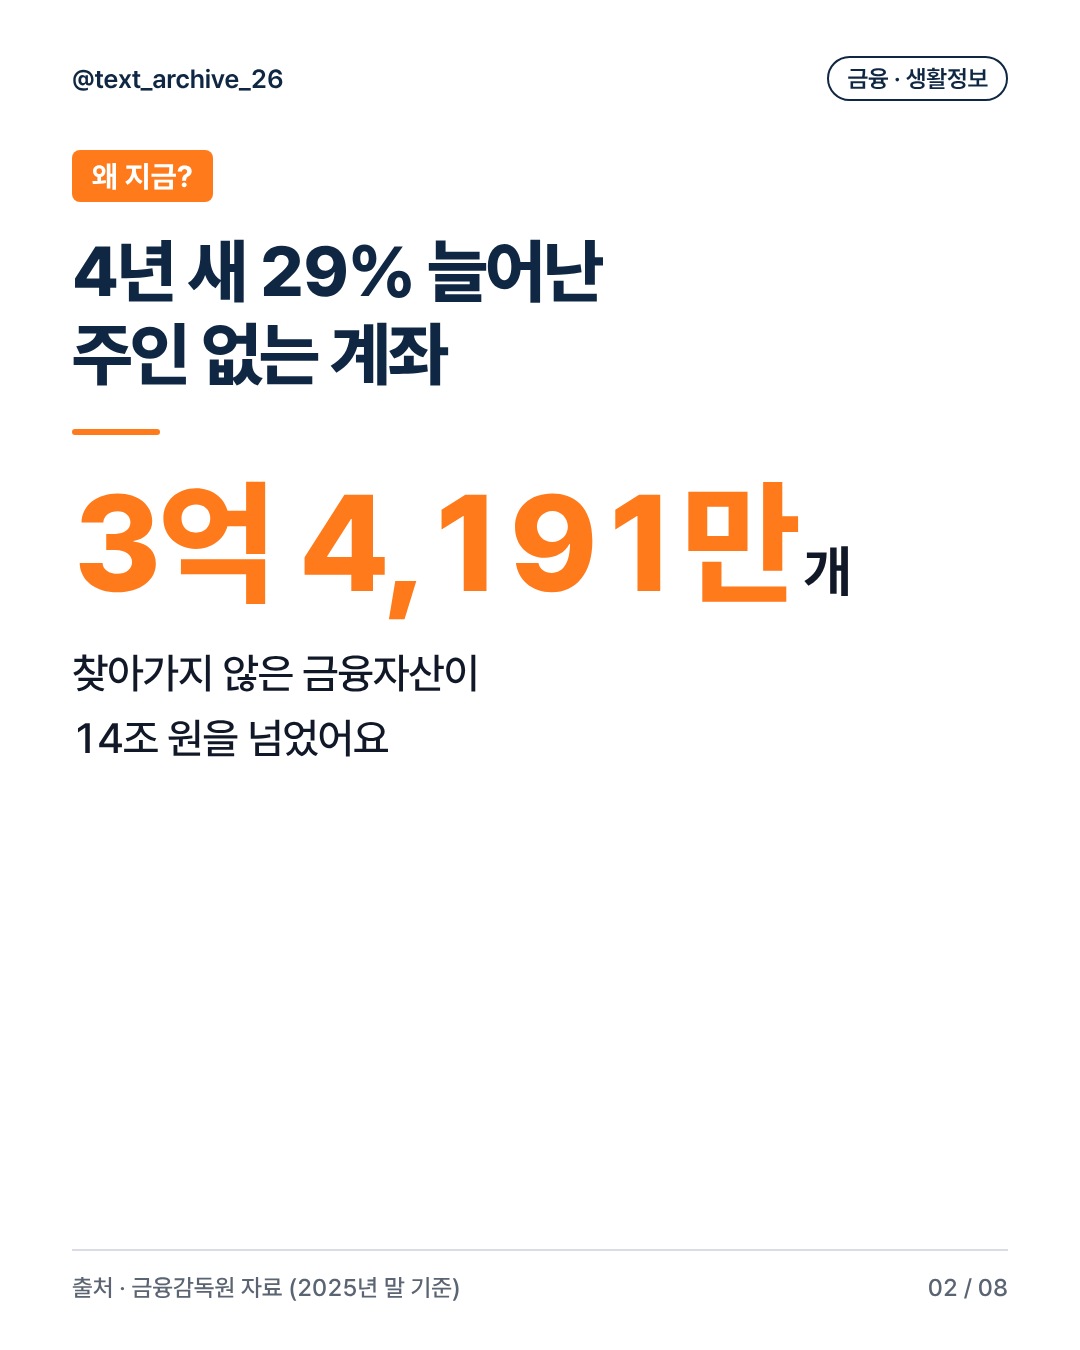 @text_archive_26
금융 · 생활정보
왜 지금?
4년 새 29% 늘어난
주인 없는 계좌
3억 4,191만개
찾아가지 않은 금융자산이
14조 원을 넘었어요
출처 · 금융감독원 자료 (2025년 말 기준)
02 / 08